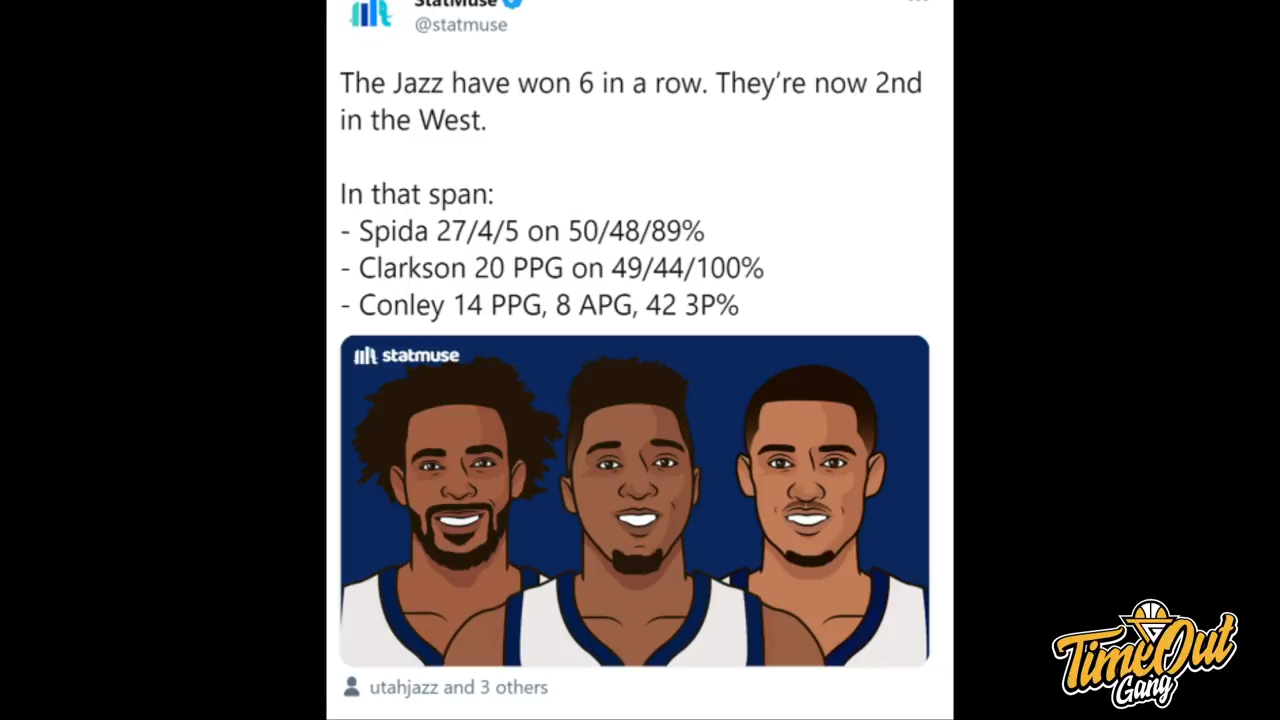 StatMuse
@statmuse
The Jazz have won 6 in a row. They're now 2nd
in the West.
In that span:
- Spida 27/4/5 on 50/48/89%
- Clarkson 20 PPG on 49/44/100%
- Conley 14 PPG, 8 APG, 42 3P%
statmuse
utahjazz and 3 others
TimeOut
Gang